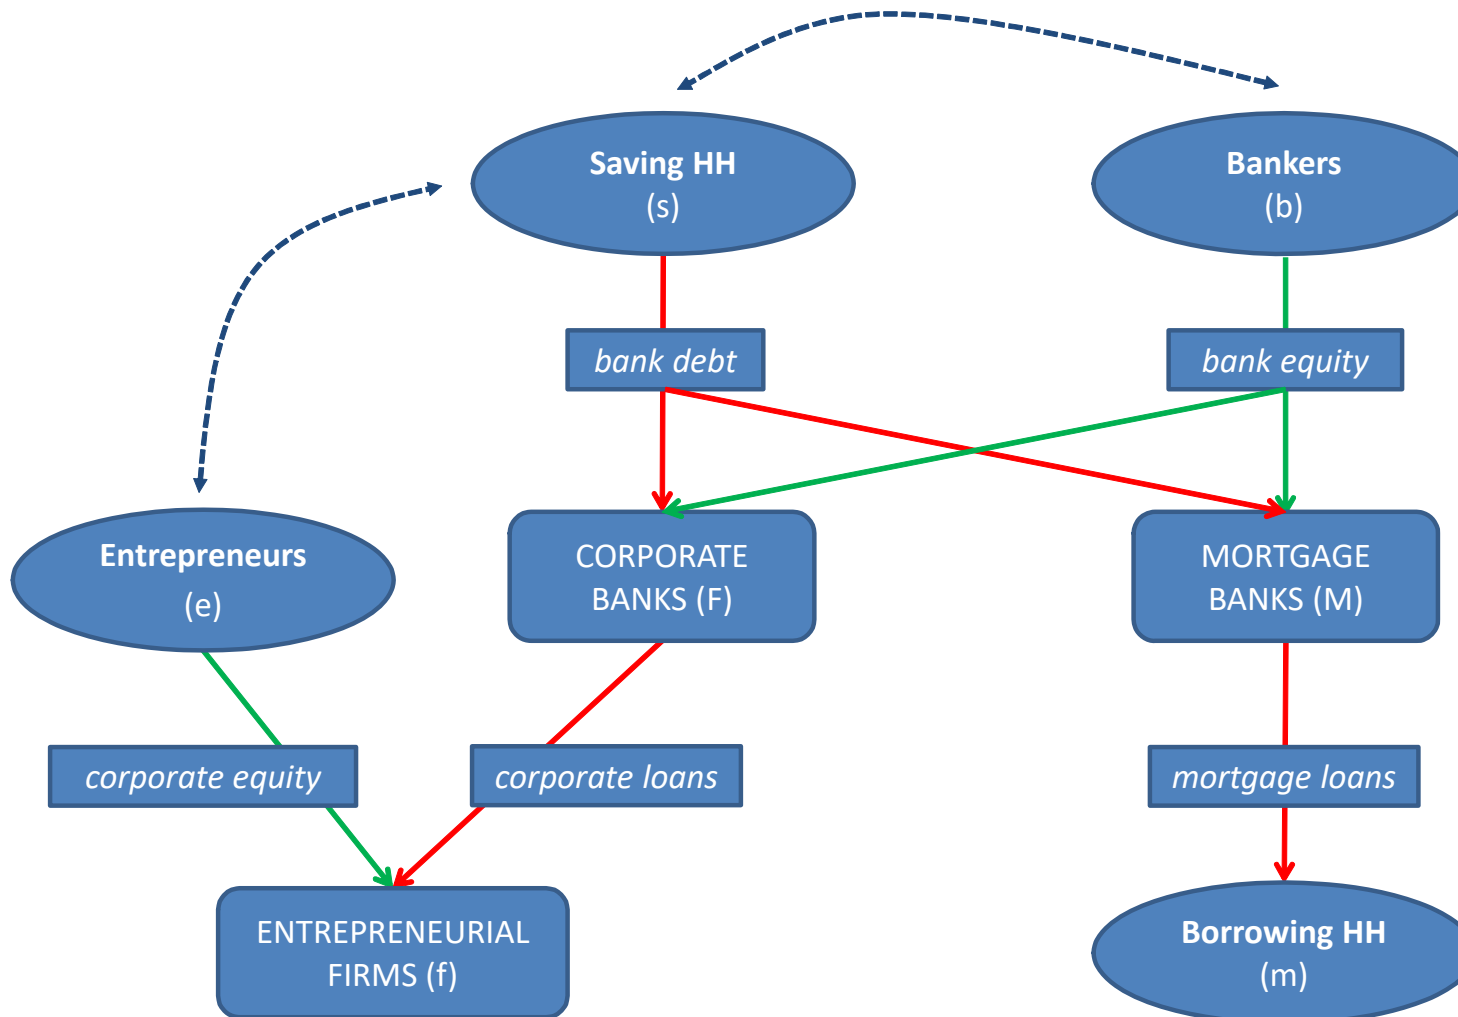 Saving HH
(s)
Bankers
(b)
bank debt
bank equity
Entrepreneurs
(e)
CORPORATE
BANKS (F)
MORTGAGE
BANKS (M)
corporate equity
corporate loans
mortgage loans
ENTREPRENEURIAL
FIRMS (f)
Borrowing HH
(m)